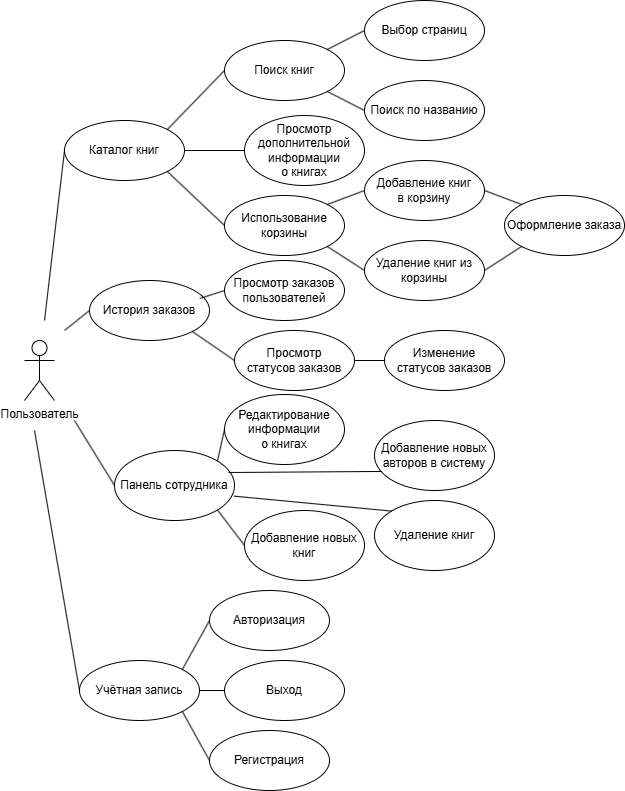 Выбор страниц
Поиск книг
Поиск по названию
Каталог книг
Просмотр
дополнительной
информации
о книгах
Использование
корзины
Добавление книг
в корзину
Удаление книг из
корзины
Оформление заказа
История заказов
Просмотр заказов
пользователей
Просмотр
статусов заказов
Изменение
статусов заказов
Пользователь
Редактирование
информации
о книгах
Добавление новых
авторов в систему
Панель сотрудника
Добавление новых
книг
Удаление книг
Авторизация
Учётная запись
Выход
Регистрация